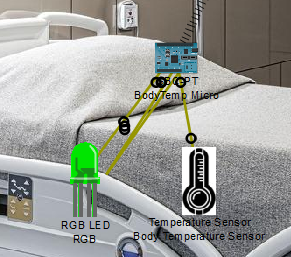 BodyTemp Micro
RGB LED
RGB
Temperature Sensor
Body Temperature Sensor